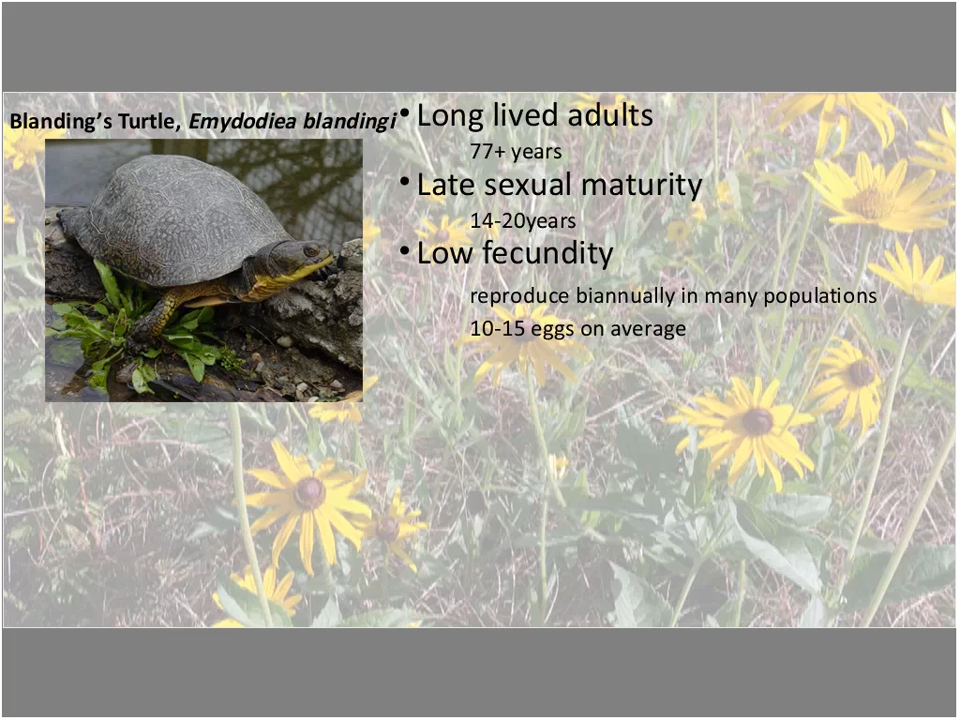 Blanding’s Turtle, Emydodiea blandingi
• Long lived adults
77+ years
• Late sexual maturity
14-20years
• Low fecundity
reproduce biannually in many populations
10-15 eggs on average